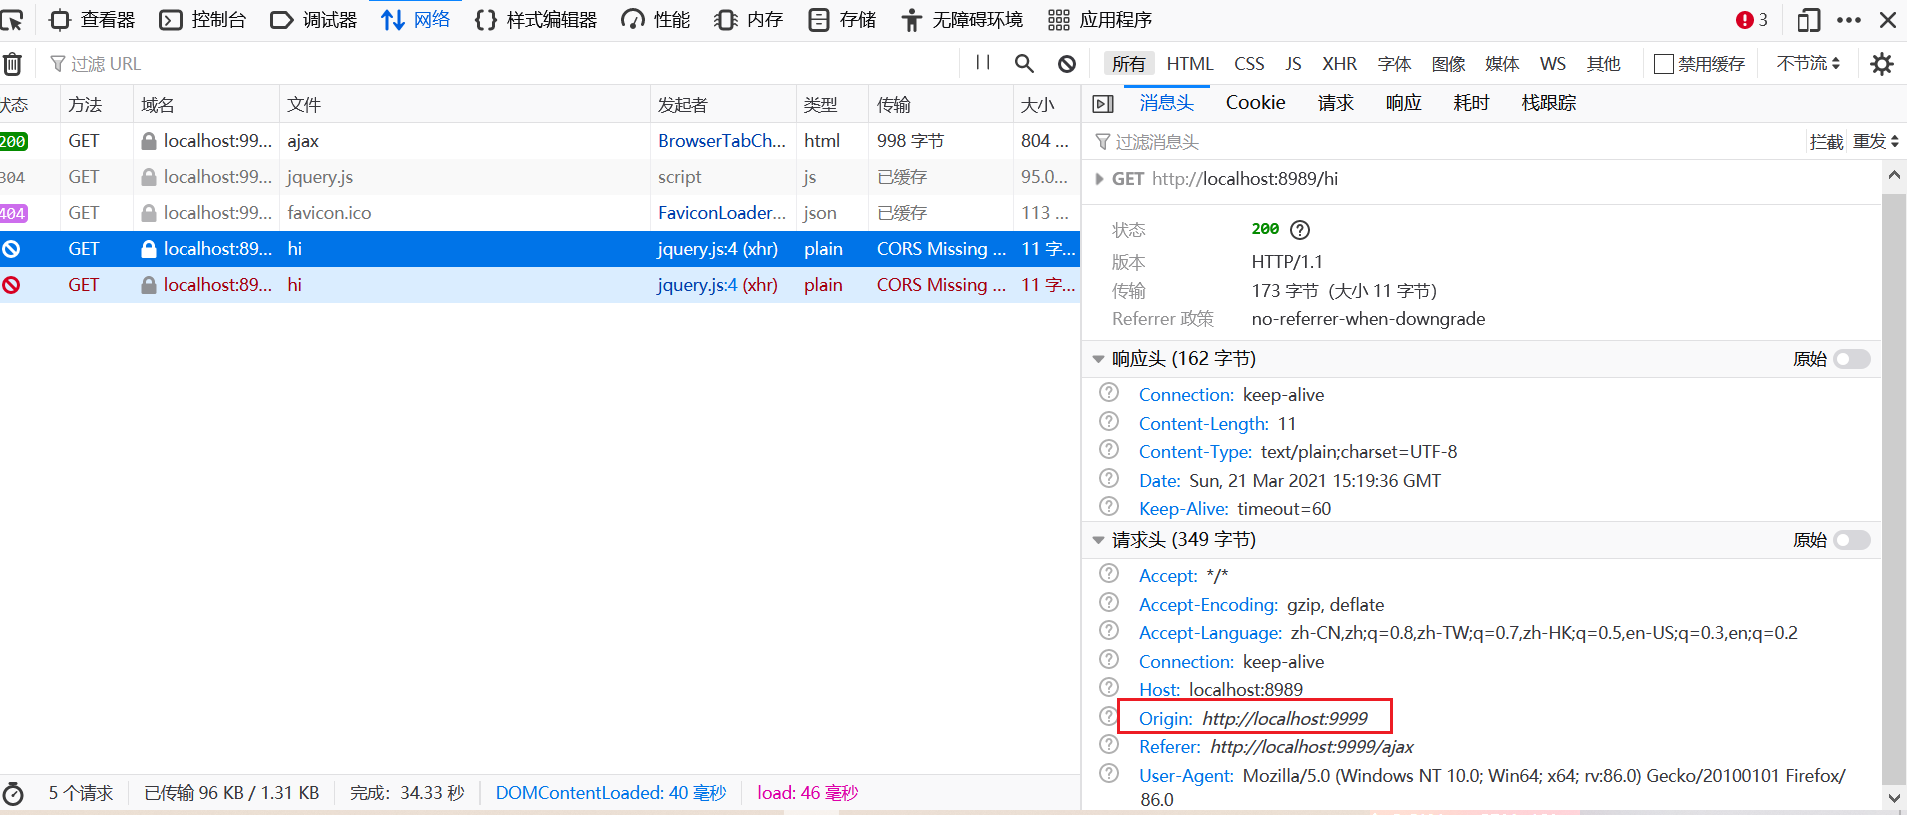 查看器 控制台 调试器 网络 样式编辑器 性能 内存 存储 无障碍环境 应用程序 3
过滤 URL 所有 HTML CSS JS XHR 字体 图像 媒体 WS 其他 禁用缓存 不节流
状态 方法 域名 文件 发起者 类型 传输 大小
200 GET localhost:99... ajax BrowserTabCh... html 998 字节 804 ...
304 GET localhost:99... jquery.js script js 已缓存 95.0...
404 GET localhost:99... favicon.ico FaviconLoader... json 已缓存 113 ...
GET localhost:89... hi jquery.js:4 (xhr) plain CORS Missing ... 11 字...
GET localhost:89... hi jquery.js:4 (xhr) plain CORS Missing ... 11 字...
5 个请求 已传输 96 KB / 1.31 KB 完成：34.33 秒 DOMContentLoaded: 40 毫秒 load: 46 毫秒
消息头 Cookie 请求 响应 耗时 栈跟踪
过滤消息头 拦截 重发
GET http://localhost:8989/hi
状态 200
版本 HTTP/1.1
传输 173 字节（大小 11 字节）
Referrer 政策 no-referrer-when-downgrade
响应头 (162 字节) 原始
Connection: keep-alive
Content-Length: 11
Content-Type: text/plain;charset=UTF-8
Date: Sun, 21 Mar 2021 15:19:36 GMT
Keep-Alive: timeout=60
请求头 (349 字节) 原始
Accept: */*
Accept-Encoding: gzip, deflate
Accept-Language: zh-CN,zh;q=0.8,zh-TW;q=0.7,zh-HK;q=0.5,en-US;q=0.3,en;q=0.2
Connection: keep-alive
Host: localhost:8989
Origin: http://localhost:9999
Referer: http://localhost:9999/ajax
User-Agent: Mozilla/5.0 (Windows NT 10.0; Win64; x64; rv:86.0) Gecko/20100101 Firefox/
86.0